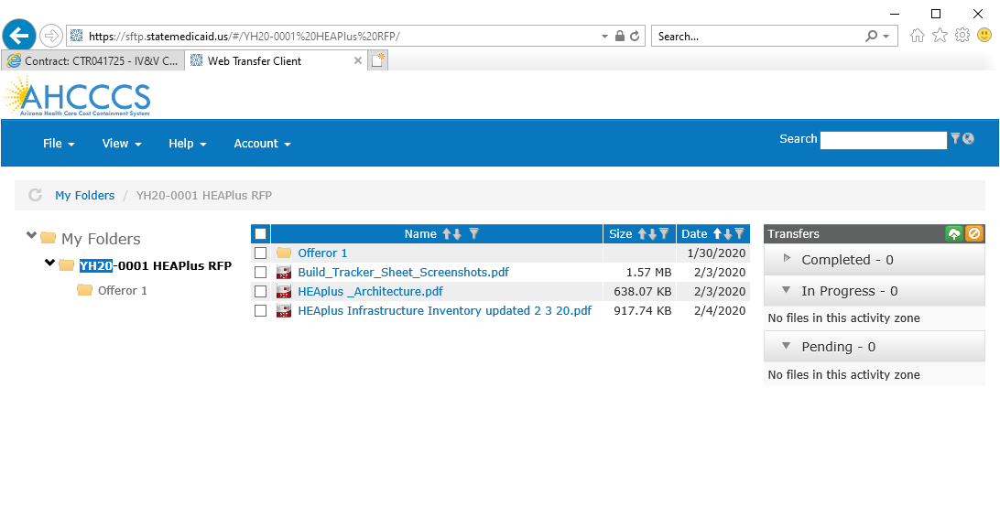 https://sftp.statemedicaid.us/#/YH20-0001%20HEAPlus%20RFP/
Search...
Contract: CTR041725 - IV&V C...
Web Transfer Client
AHCCCS
Arizona Health Care Cost Containment System
File
View
Help
Account
Search
My Folders / YH20-0001 HEAPlus RFP
My Folders
YH20-0001 HEAPlus RFP
Offeror 1
Name Size Date
Offeror 1 1/30/2020
Build_Tracker_Sheet_Screenshots.pdf 1.57 MB 2/3/2020
HEAplus _Architecture.pdf 638.07 KB 2/3/2020
HEAplus Infrastructure Inventory updated 2 3 20.pdf 917.74 KB 2/4/2020
Transfers
Completed - 0
In Progress - 0
No files in this activity zone
Pending - 0
No files in this activity zone